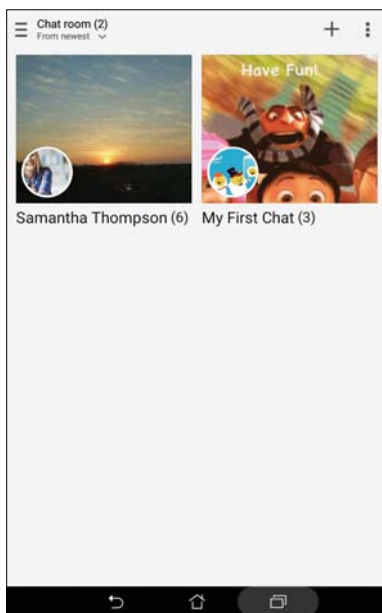 Chat room (2)
From newest
Have Fun!
Samantha Thompson (6)
My First Chat (3)